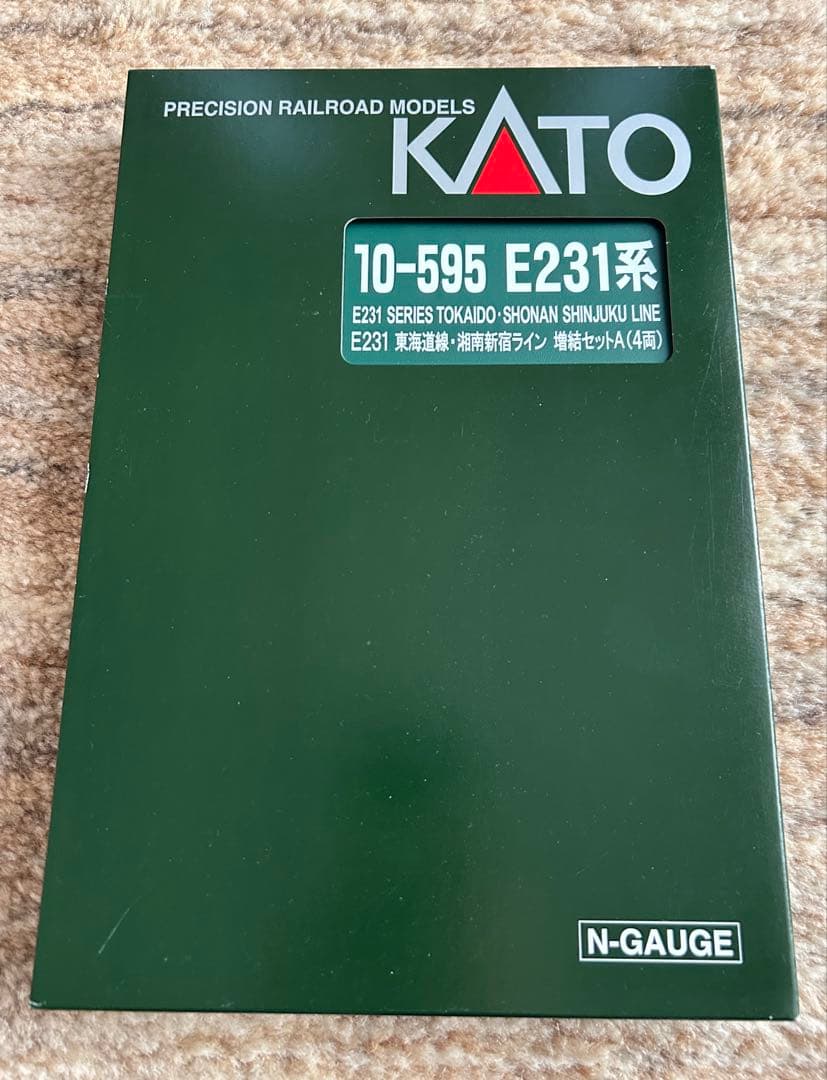 PRECISION RAILROAD MODELS
KATO
10-595 E231系
E231 SERIES TOKAIDO･SHONAN SHINJUKU LINE
E231 東海道線･湘南新宿ライン 増結セットA(4両)
N-GAUGE